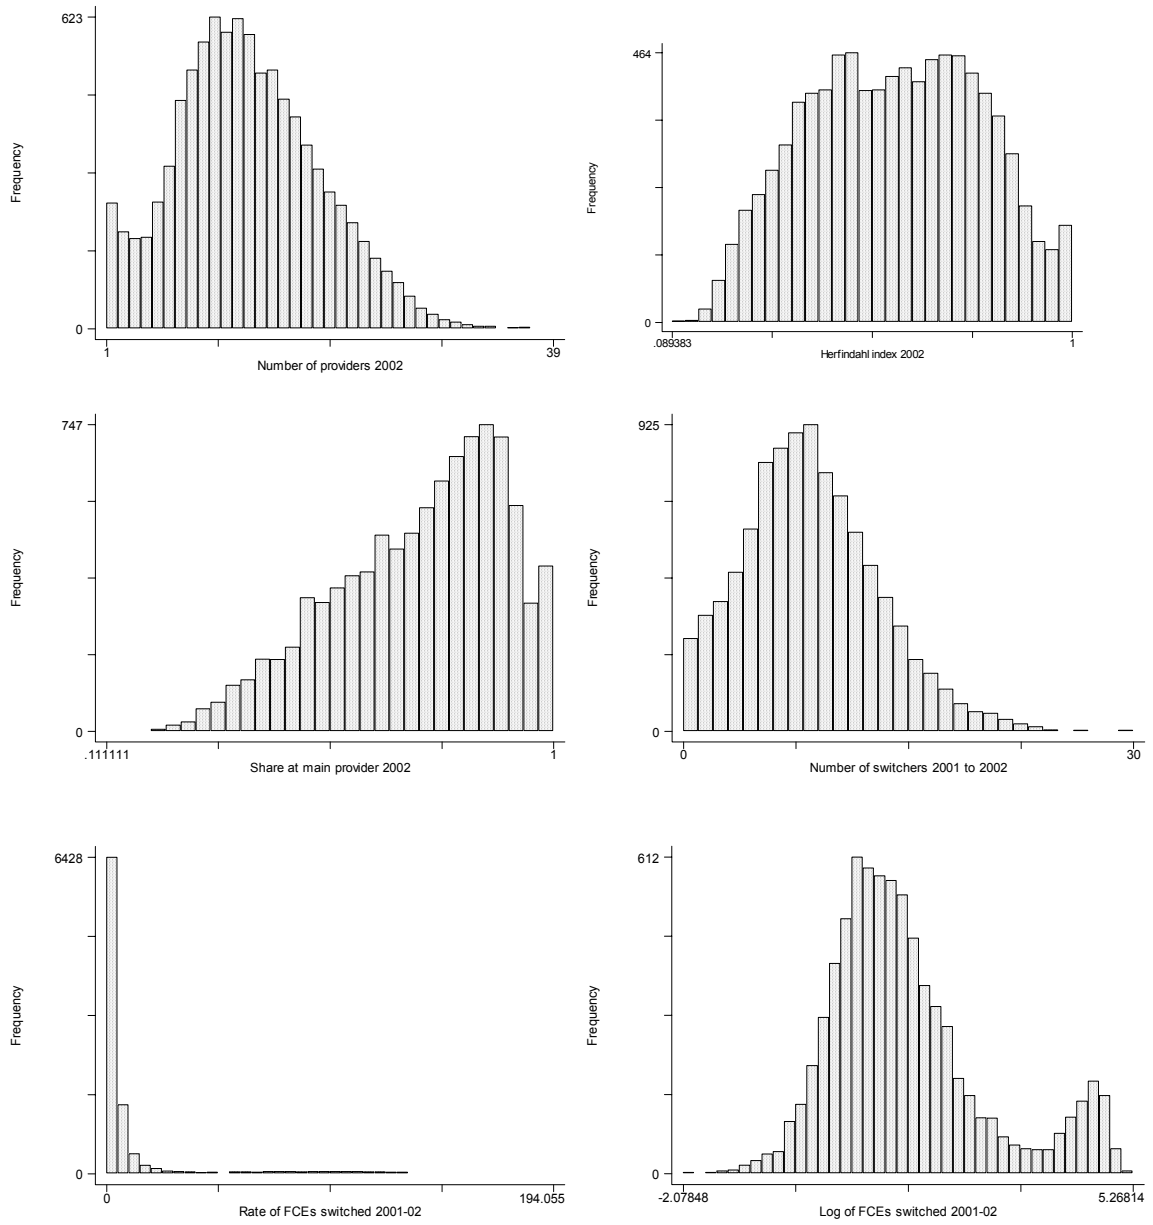 623
Frequency
0
1
39
Number of providers 2002
464
Frequency
0
.089383
1
Herfindahl index 2002
747
Frequency
0
.111111
1
Share at main provider 2002
925
Frequency
0
0
30
Number of switchers 2001 to 2002
6428
Frequency
0
0
194.055
Rate of FCEs switched 2001-02
612
Frequency
0
-2.07848
5.26814
Log of FCEs switched 2001-02